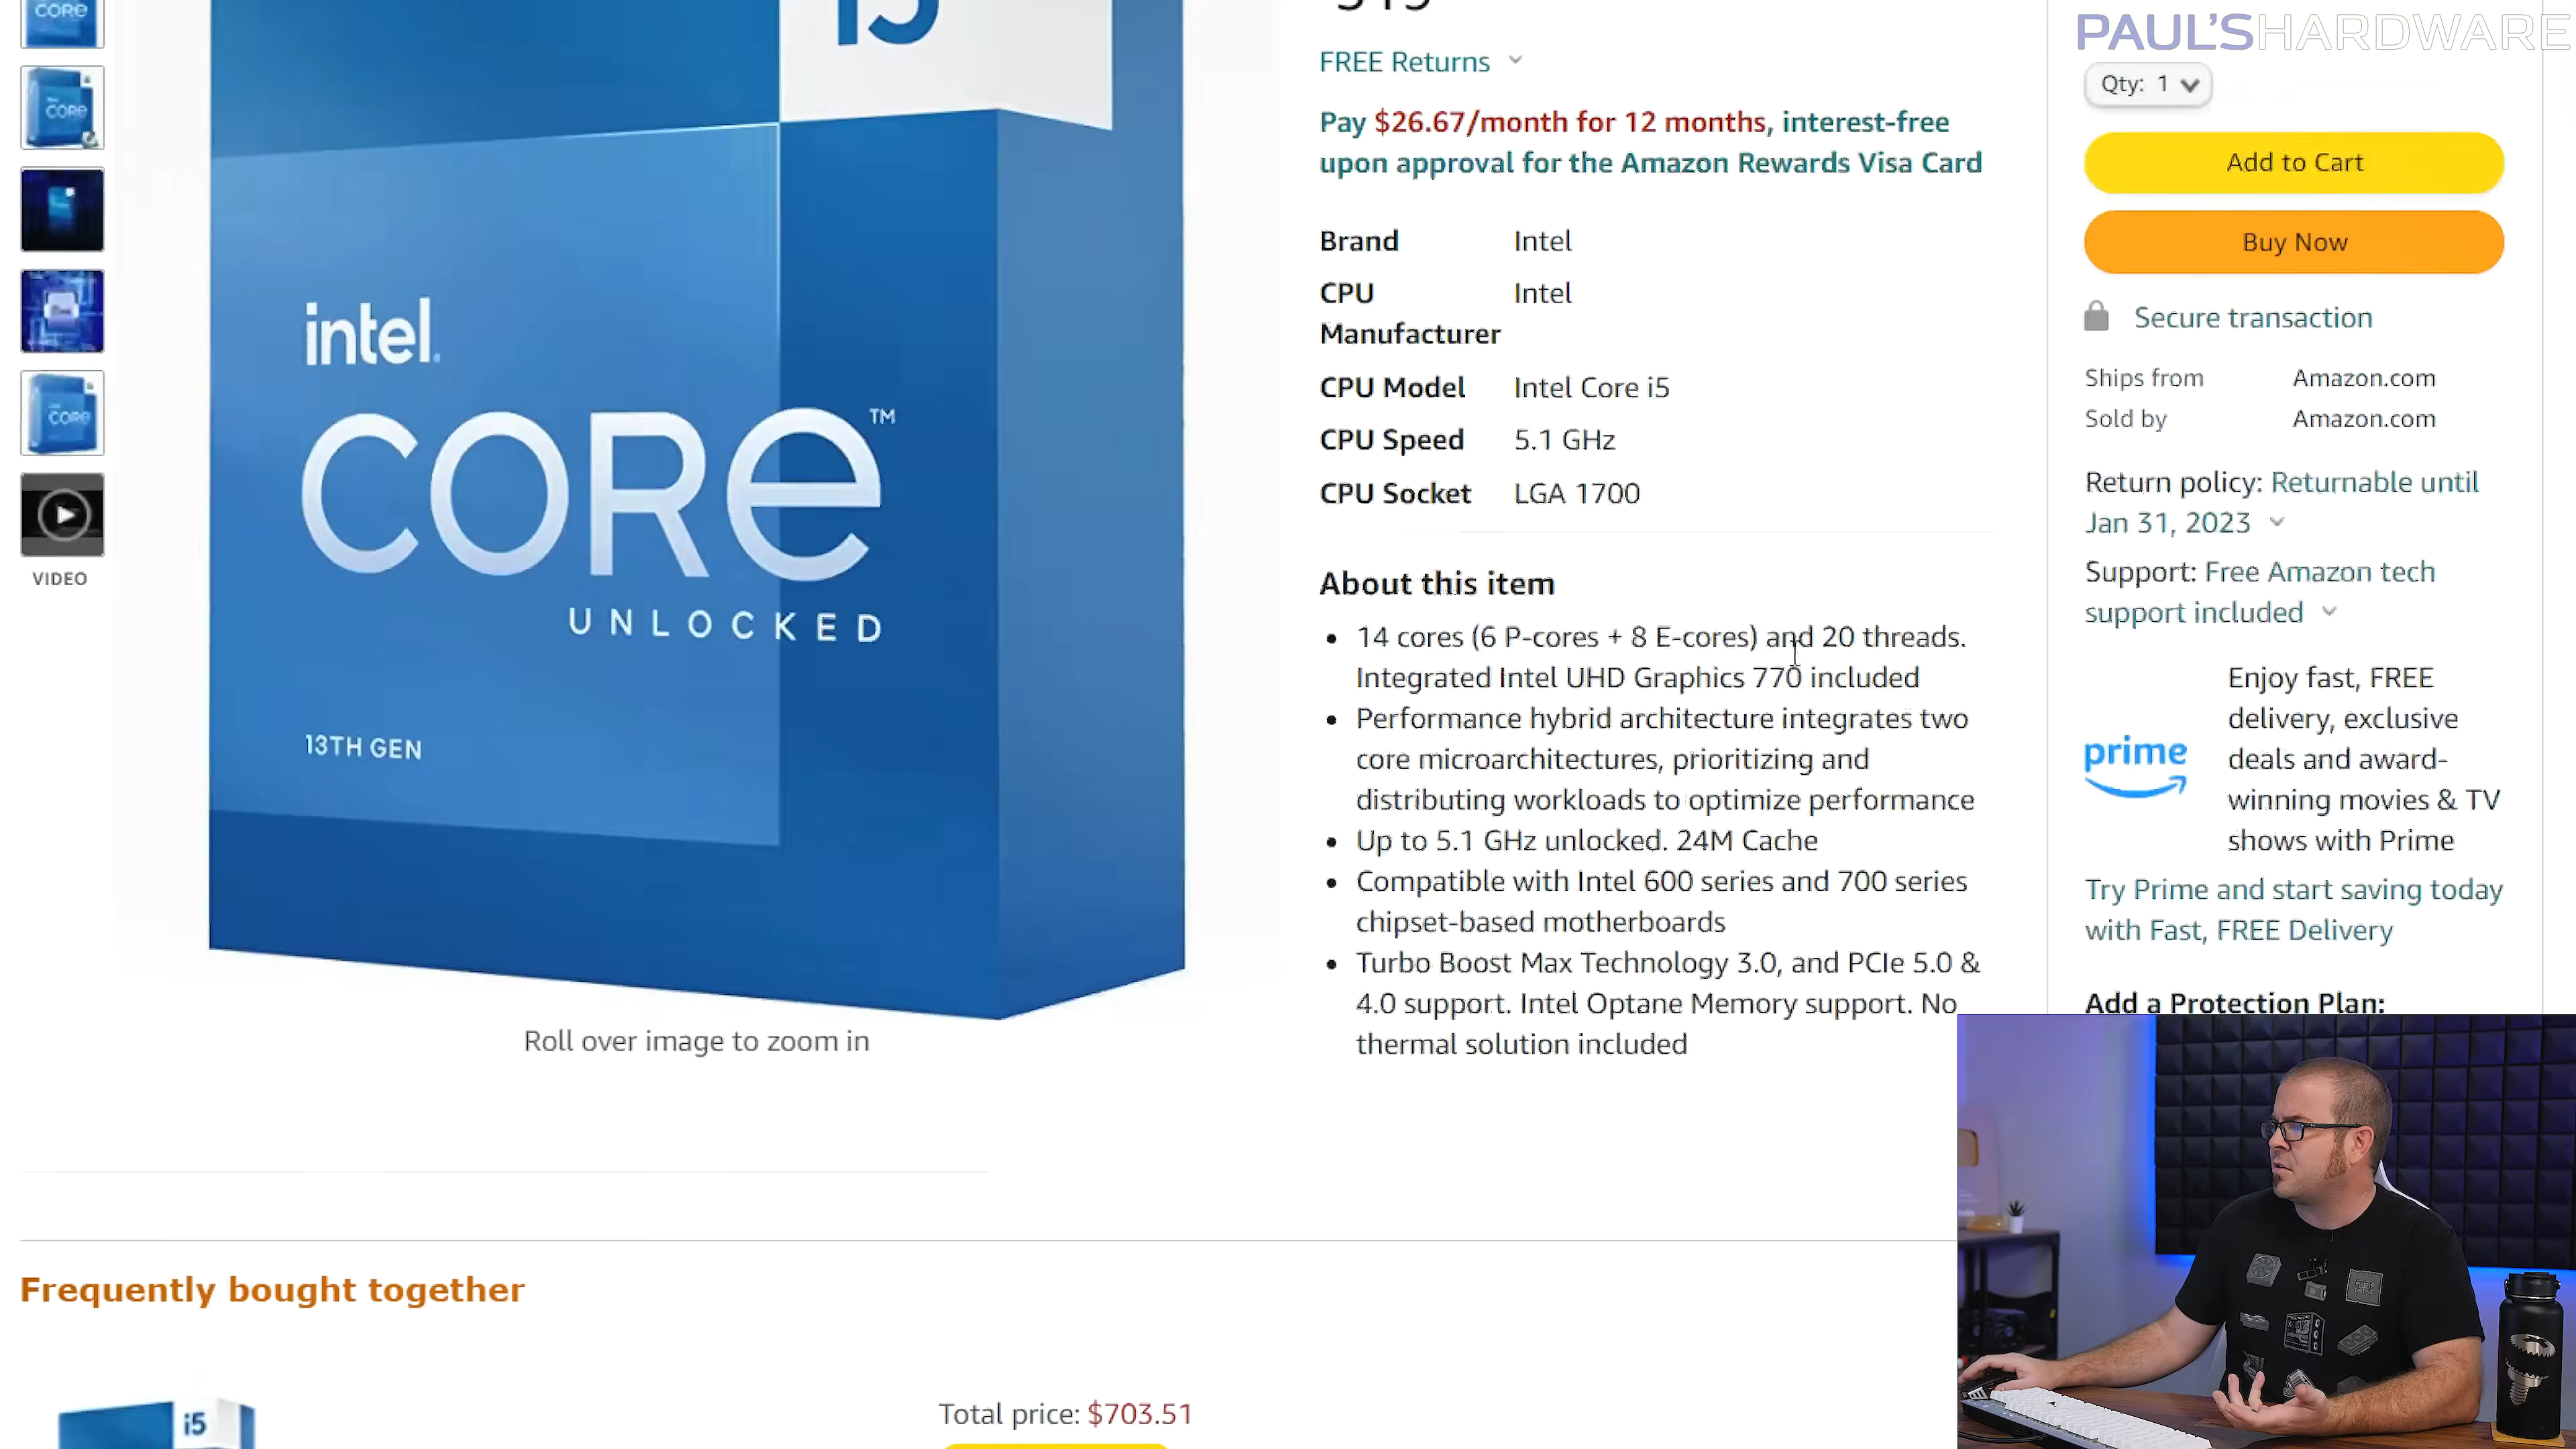 CORE
CORE
CORE
VIDEO
i5
intel.
CORE™
UNLOCKED
13TH GEN
Roll over image to zoom in
FREE Returns
Pay $26.67/month for 12 months, interest-free
upon approval for the Amazon Rewards Visa Card
Brand Intel
CPU Intel
Manufacturer
CPU Model Intel Core i5
CPU Speed 5.1 GHz
CPU Socket LGA 1700
About this item
• 14 cores (6 P-cores + 8 E-cores) and 20 threads.
Integrated Intel UHD Graphics 770 included
• Performance hybrid architecture integrates two
core microarchitectures, prioritizing and
distributing workloads to optimize performance
• Up to 5.1 GHz unlocked. 24M Cache
• Compatible with Intel 600 series and 700 series
chipset-based motherboards
• Turbo Boost Max Technology 3.0, and PCIe 5.0 &
4.0 support. Intel Optane Memory support. No
thermal solution included
PAUL'SHARDWARE
Qty: 1
Add to Cart
Buy Now
Secure transaction
Ships from Amazon.com
Sold by Amazon.com
Return policy: Returnable until
Jan 31, 2023
Support: Free Amazon tech
support included
prime
Enjoy fast, FREE
delivery, exclusive
deals and award-
winning movies & TV
shows with Prime
Try Prime and start saving today
with Fast, FREE Delivery
Add a Protection Plan:
Frequently bought together
i5
Total price: $703.51